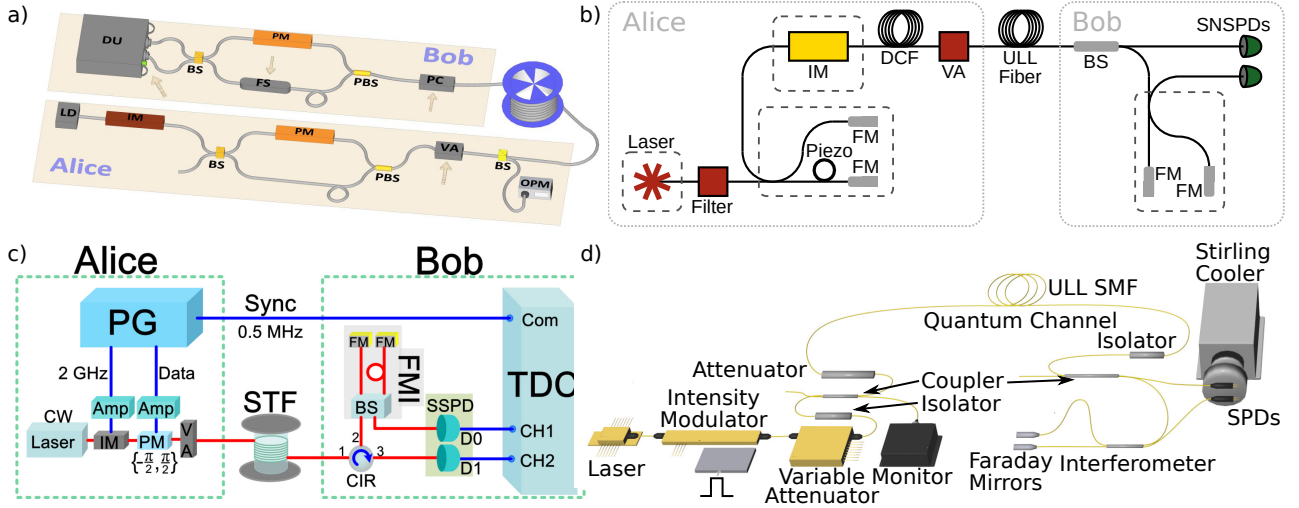 a)
DU
BS
PM
FS
PBS
PC
Bob
LD
IM
BS
PM
PBS
VA
BS
OPM
Alice
b)
Alice
Bob
IM
DCF
VA
ULL
Fiber
BS
SNSPDs
Laser
Filter
Piezo
FM
FM
FM
FM
c)
Alice
Bob
PG
Sync
0.5 MHz
Com
2 GHz
Data
Amp
Amp
CW
Laser
IM
PM
V
A
{-π/2, π/2}
STF
FM
FM
FMI
BS
1
2
3
CIR
SSPD
D0
D1
TDC
CH1
CH2
d)
Stirling
Cooler
ULL SMF
Quantum Channel
Isolator
Attenuator
Coupler
Isolator
Intensity
Modulator
SPDs
Laser
Variable
Attenuator
Monitor
Faraday
Mirrors
Interferometer